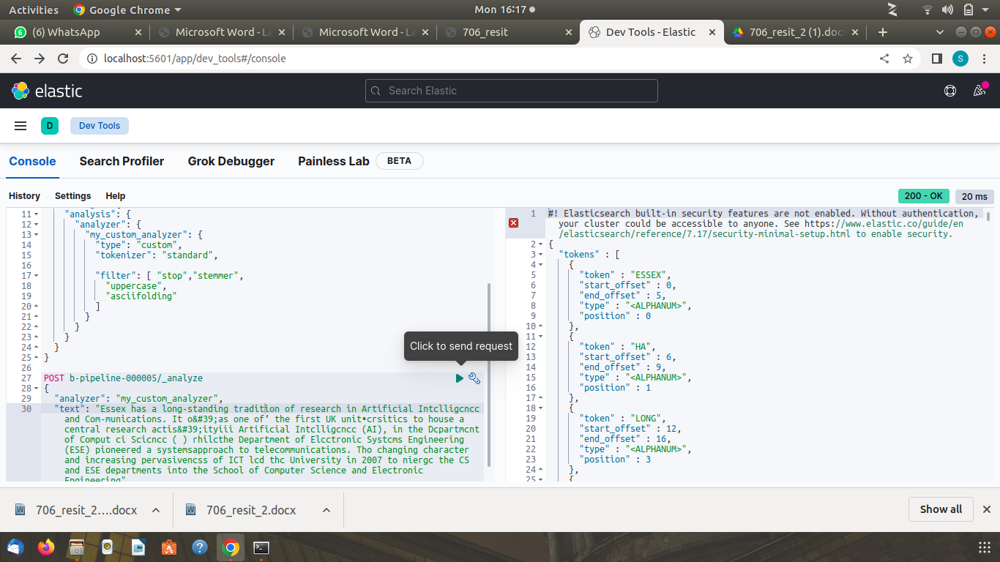 Activities
Google Chrome
Mon 16:17
(6) WhatsApp
Microsoft Word - La
Microsoft Word - La
706_resit
Dev Tools - Elastic
706_resit_2 (1).doc
localhost:5601/app/dev_tools#/console
S
elastic
Search Elastic
D
Dev Tools
Console
Search Profiler
Grok Debugger
Painless Lab
BETA
History
Settings
Help
200 - OK
20 ms
11 "analysis": {
12 "analyzer": {
13 "my_custom_analyzer": {
14 "type": "custom",
15 "tokenizer": "standard",
16
17 "filter": [ "stop","stemmer",
18 "uppercase",
19 "asciifolding"
20 ]
21 }
22 }
23 }
24 }
25 }
26
27 POST b-pipeline-000005/_analyze
28 {
29 "analyzer": "my_custom_analyzer",
30 "text": "Essex has a long-standing tradition of research in Artificial Intclligcncc
and Com-munications. It o&#39;as one of’ the first UK unit•crsitics to house a
central research actis&#39;ityiii Artificial Intclligcncc (AI), in the Dcpartmcnt
of Comput ci Scicncc ( ) rhilcthe Department of Elcctronic Systcms Engineering
(ESE) pioneered a systemsapproach to telecommunications. Tho changing character
and increasing pervasivencss of ICT lcd thc University in 2007 to niergc the CS
and ESE departments into the School of Computer Science and Electronic
Engineering"
Click to send request
1 #! Elasticsearch built-in security features are not enabled. Without authentication,
your cluster could be accessible to anyone. See https://www.elastic.co/guide/en
/elasticsearch/reference/7.17/security-minimal-setup.html to enable security.
2 {
3 "tokens" : [
4 {
5 "token" : "ESSEX",
6 "start_offset" : 0,
7 "end_offset" : 5,
8 "type" : "<ALPHANUM>",
9 "position" : 0
10 },
11 {
12 "token" : "HA",
13 "start_offset" : 6,
14 "end_offset" : 9,
15 "type" : "<ALPHANUM>",
16 "position" : 1
17 },
18 {
19 "token" : "LONG",
20 "start_offset" : 12,
21 "end_offset" : 16,
22 "type" : "<ALPHANUM>",
23 "position" : 3
24 },
25 {
706_resit_2....docx
706_resit_2.docx
Show all